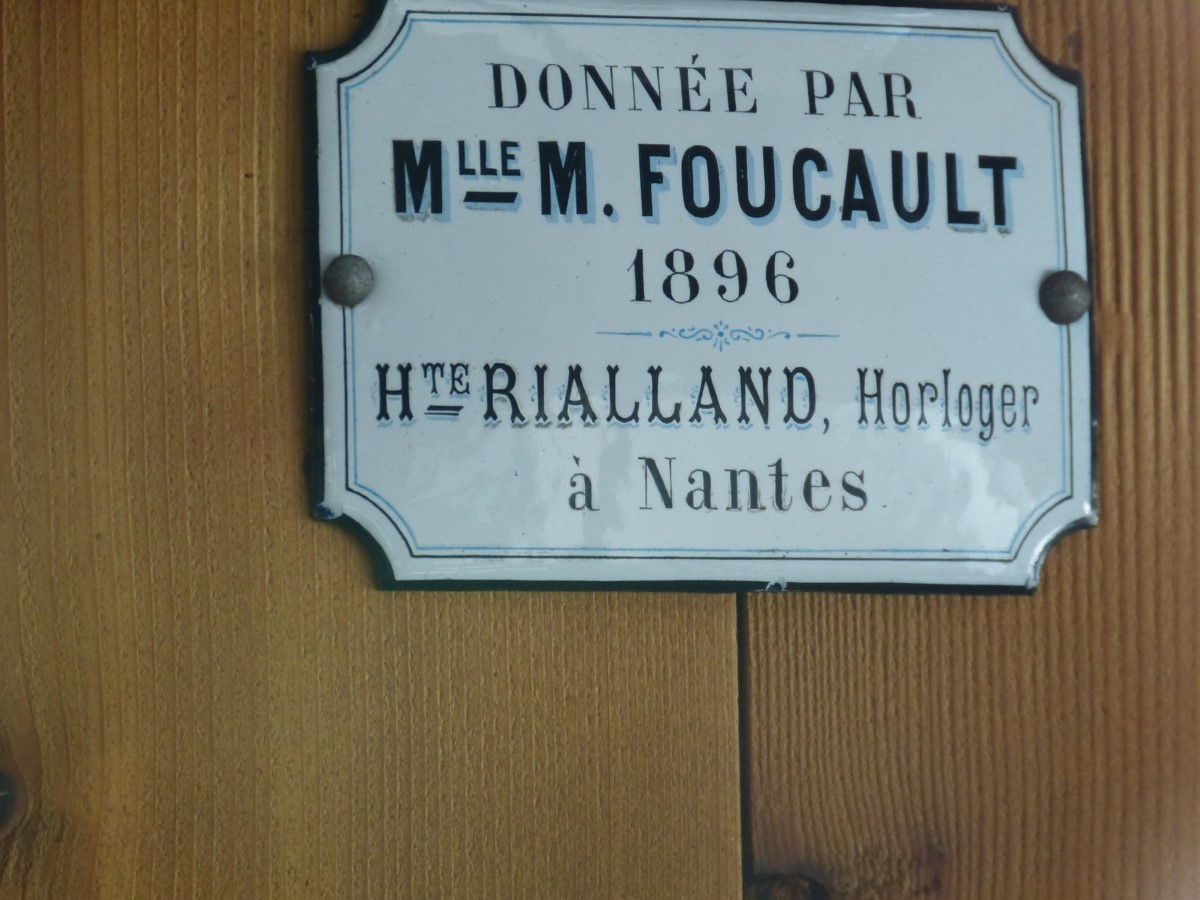 DONNÉE PAR
MLLE M. FOUCAULT
1896
HTE RIALLAND, Horloger
à Nantes